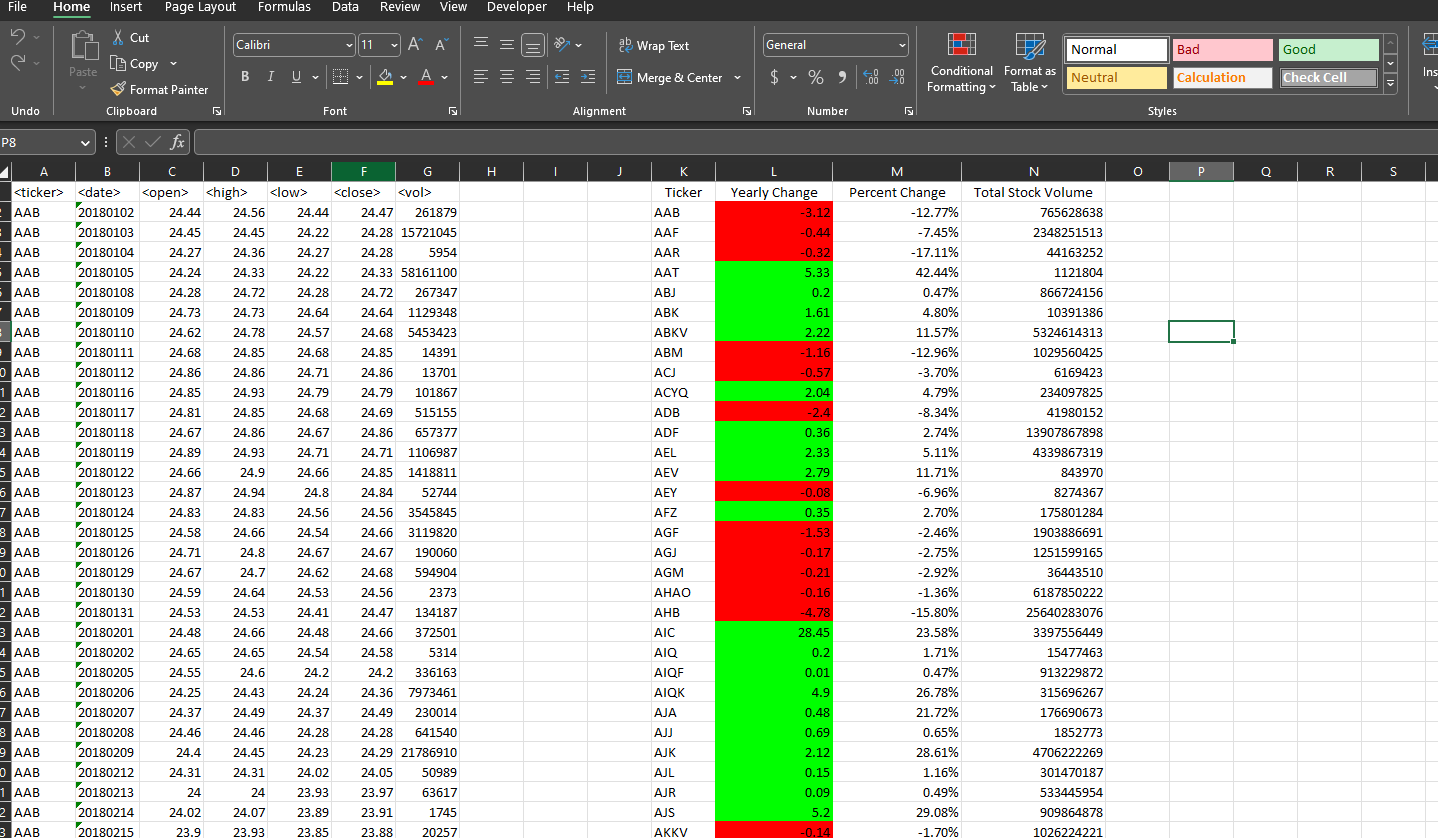 File Home Insert Page Layout Formulas Data Review View Developer Help
Cut Calibri 11 Wrap Text General Normal Bad Good
Paste Copy Conditional Formatting Format as Table Neutral Calculation Check Cell
Format Painter B I U A Merge & Center $ % Ins
Undo Clipboard Font Alignment Number Styles
P8 fx
A B C D E F G H I J K L M N O P Q R S
<ticker> <date> <open> <high> <low> <close> <vol> Ticker Yearly Change Percent Change Total Stock Volume
2 AAB 20180102 24.44 24.56 24.44 24.47 261879 AAB -3.12 -12.77% 765628638
3 AAB 20180103 24.45 24.45 24.22 24.28 15721045 AAF -0.44 -7.45% 2348251513
4 AAB 20180104 24.27 24.36 24.27 24.28 5954 AAR -0.32 -17.11% 44163252
5 AAB 20180105 24.24 24.33 24.22 24.33 58161100 AAT 5.33 42.44% 1121804
6 AAB 20180108 24.28 24.72 24.28 24.72 267347 ABJ 0.2 0.47% 866724156
7 AAB 20180109 24.73 24.73 24.64 24.64 1129348 ABK 1.61 4.80% 10391386
8 AAB 20180110 24.62 24.78 24.57 24.68 5453423 ABKV 2.22 11.57% 5324614313
9 AAB 20180111 24.68 24.85 24.68 24.85 14391 ABM -1.16 -12.96% 1029560425
0 AAB 20180112 24.86 24.86 24.71 24.86 13701 ACJ -0.57 -3.70% 6169423
1 AAB 20180116 24.85 24.93 24.79 24.79 101867 ACYQ 2.04 4.79% 234097825
2 AAB 20180117 24.81 24.85 24.68 24.69 515155 ADB -2.4 -8.34% 41980152
3 AAB 20180118 24.67 24.86 24.67 24.86 657377 ADF 0.36 2.74% 13907867898
4 AAB 20180119 24.89 24.93 24.71 24.71 1106987 AEL 2.33 5.11% 4339867319
5 AAB 20180122 24.66 24.9 24.66 24.85 1418811 AEV 2.79 11.71% 843970
6 AAB 20180123 24.87 24.94 24.8 24.84 52744 AEY -0.08 -6.96% 8274367
7 AAB 20180124 24.83 24.83 24.56 24.56 3545845 AFZ 0.35 2.70% 175801284
8 AAB 20180125 24.58 24.66 24.54 24.66 3119820 AGF -1.53 -2.46% 1903886691
9 AAB 20180126 24.71 24.8 24.67 24.67 190060 AGJ -0.17 -2.75% 1251599165
0 AAB 20180129 24.67 24.7 24.62 24.68 594904 AGM -0.21 -2.92% 36443510
1 AAB 20180130 24.59 24.64 24.53 24.56 2373 AHAO -0.16 -1.36% 6187850222
2 AAB 20180131 24.53 24.53 24.41 24.47 134187 AHB -4.78 -15.80% 25640283076
3 AAB 20180201 24.48 24.66 24.48 24.66 372501 AIC 28.45 23.58% 3397556449
4 AAB 20180202 24.65 24.65 24.54 24.58 5314 AIQ 0.2 1.71% 15477463
5 AAB 20180205 24.55 24.6 24.2 24.2 336163 AIQF 0.01 0.47% 913229872
6 AAB 20180206 24.25 24.43 24.24 24.36 7973461 AIQK 4.9 26.78% 315696267
7 AAB 20180207 24.37 24.49 24.37 24.49 230014 AJA 0.48 21.72% 176690673
8 AAB 20180208 24.46 24.46 24.28 24.28 641540 AJJ 0.69 0.65% 1852773
9 AAB 20180209 24.4 24.45 24.23 24.29 21786910 AJK 2.12 28.61% 4706222269
0 AAB 20180212 24.31 24.31 24.02 24.05 50989 AJL 0.15 1.16% 301470187
1 AAB 20180213 24 24 23.93 23.97 63617 AJR 0.09 0.49% 533445954
2 AAB 20180214 24.02 24.07 23.89 23.91 1745 AJS 5.2 29.08% 909864878
3 AAB 20180215 23.9 23.93 23.85 23.88 20257 AKKV -0.14 -1.70% 1026224221